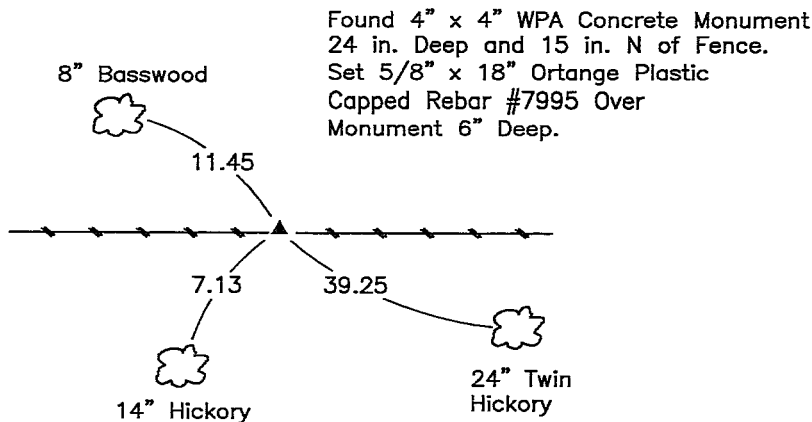 Found 4" x 4" WPA Concrete Monument
24 in. Deep and 15 in. N of Fence.
Set 5/8" x 18" Ortange Plastic
Capped Rebar #7995 Over
Monument 6" Deep.
8" Basswood
11.45
7.13
39.25
14" Hickory
24" Twin
Hickory